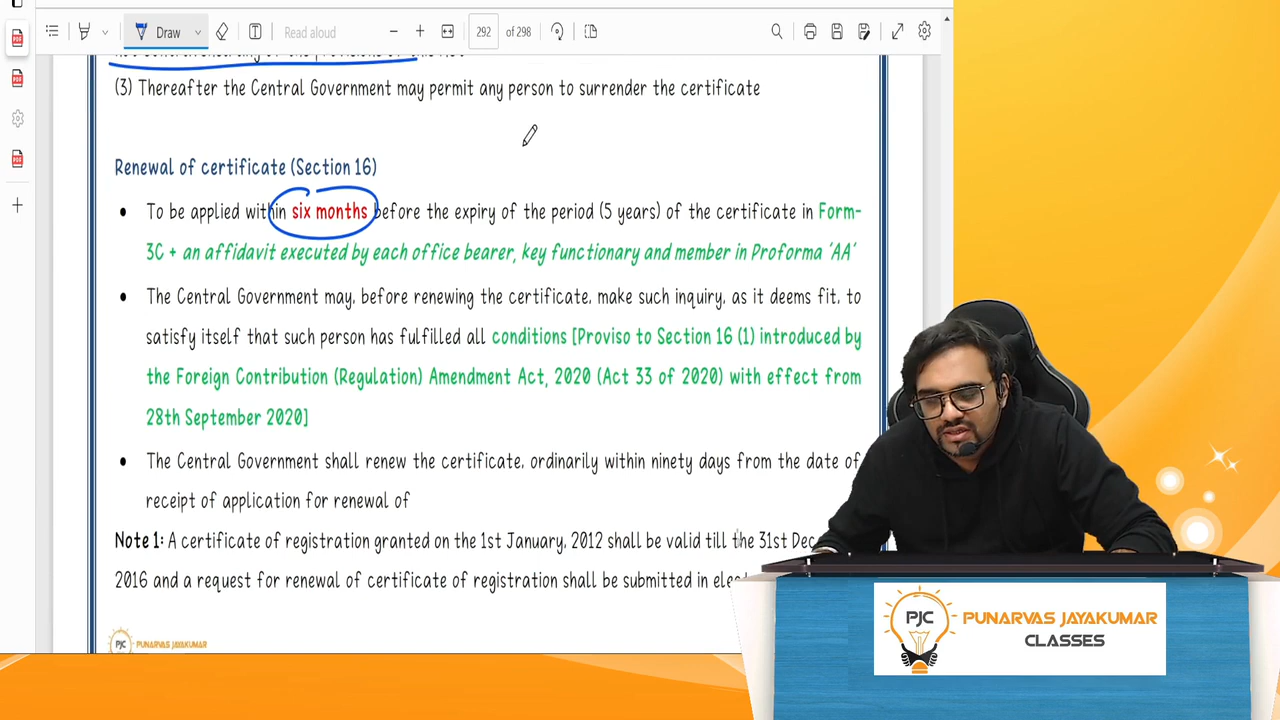 Draw
Read aloud
292
of 298
(3) Thereafter the Central Government may permit any person to surrender the certificate
Renewal of certificate (Section 16)
To be applied within six months before the expiry of the period (5 years) of the certificate in Form-
3C + an affidavit executed by each office bearer, key functionary and member in Proforma 'AA'
The Central Government may, before renewing the certificate, make such inquiry, as it deems fit, to
satisfy itself that such person has fulfilled all conditions [Proviso to Section 16 (1) introduced by
the Foreign Contribution (Regulation) Amendment Act, 2020 (Act 33 of 2020) with effect from
28th September 2020]
The Central Government shall renew the certificate, ordinarily within ninety days from the date of
receipt of application for renewal of
Note 1: A certificate of registration granted on the 1st January, 2012 shall be valid till the 31st
2016 and a request for renewal of certificate of registration shall be submitted in
PJC PUNARVAS JAYAKUMAR
PJC
PUNARVAS JAYAKUMAR
CLASSES